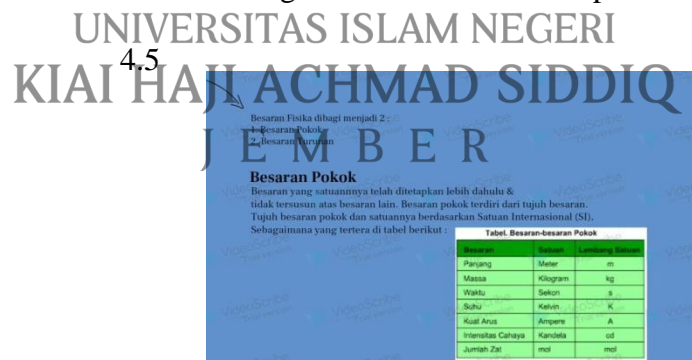 UNIVERSITAS ISLAM NEGERI
4.5
KIAI HAJI ACHMAD SIDDIQ
JEMBER
Besaran Fisika dibagi menjadi 2 :
1. Besaran Pokok
2. Besaran Turunan
Besaran Pokok
Besaran yang satuannnya telah ditetapkan lebih dahulu &
tidak tersusun atas besaran lain. Besaran pokok terdiri dari tujuh besaran.
Tujuh besaran pokok dan satuannya berdasarkan Satuan Internasional (SI),
Sebagaimana yang tertera di tabel berikut :
Tabel. Besaran-besaran Pokok
Besaran Satuan Lambang Satuan
Panjang Meter m
Massa Kilogram kg
Waktu Sekon s
Suhu Kelvin K
Kuat Arus Ampere A
Intensitas Cahaya Kandela cd
Jumlah Zat mol mol